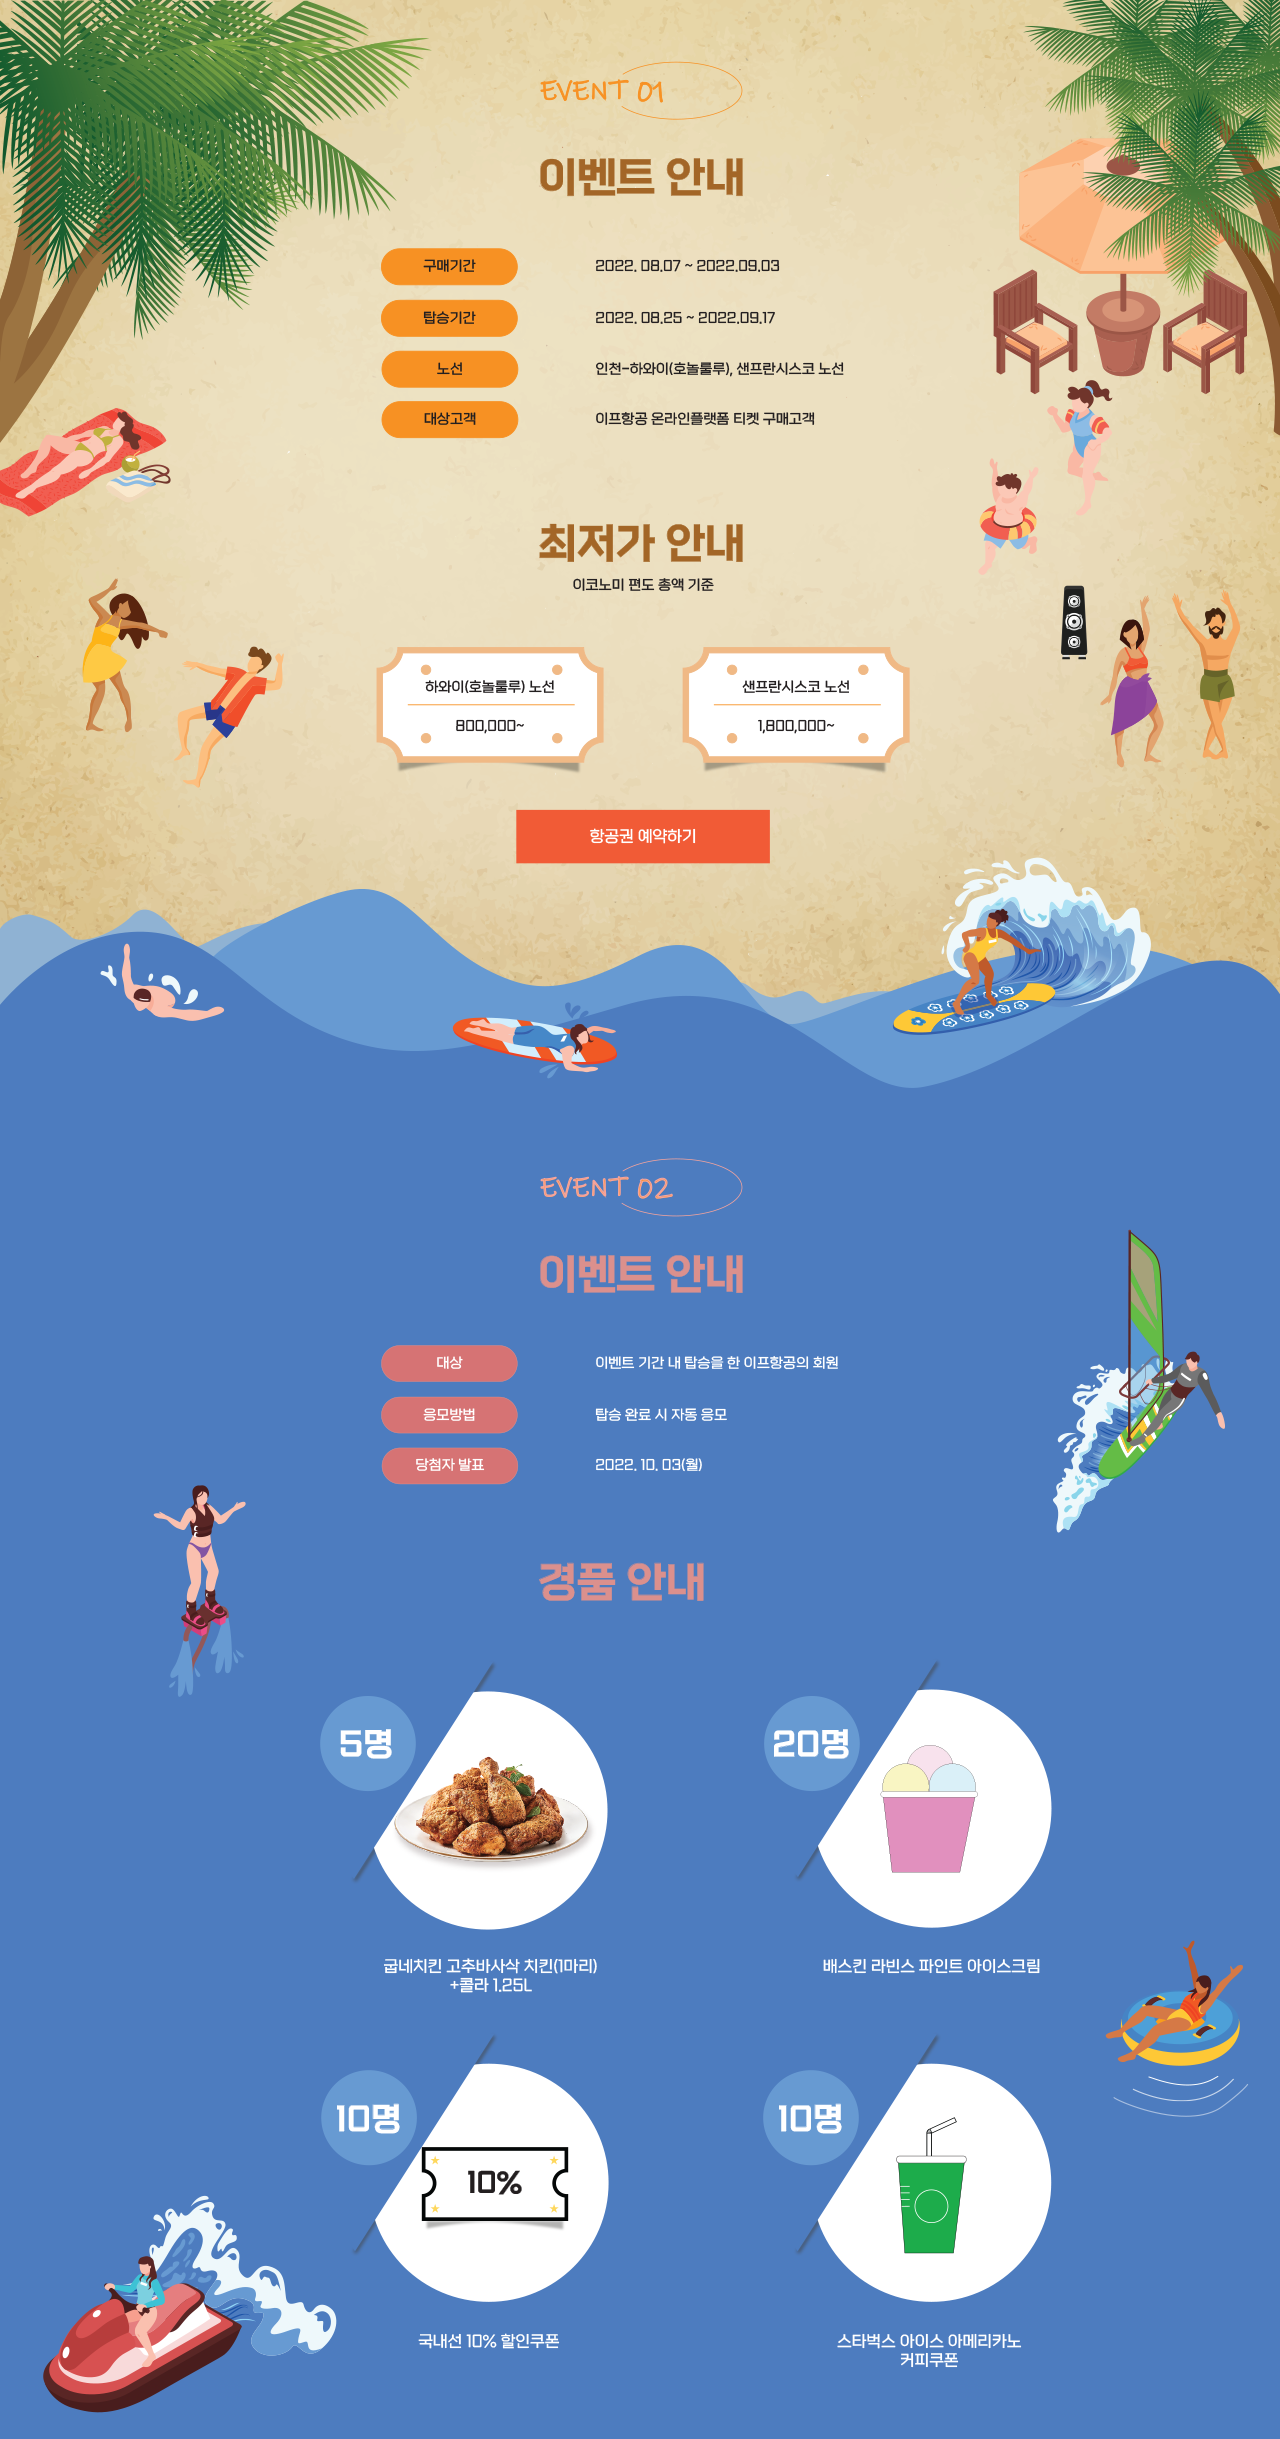 EVENT 01
이벤트 안내
구매기간 2022. 08.07 ~ 2022.09.03
탑승기간 2022. 08.25 ~ 2022.09.17
노선 인천-하와이(호놀룰루), 샌프란시스코 노선
대상고객 이프항공 온라인플랫폼 티켓 구매고객
최저가 안내
이코노미 편도 총액 기준
하와이(호놀룰루) 노선
800,000~
샌프란시스코 노선
1,800,000~
항공권 예약하기
EVENT 02
이벤트 안내
대상 이벤트 기간 내 탑승을 한 이프항공의 회원
응모방법 탑승 완료 시 자동 응모
당첨자 발표 2022. 10. 03(월)
경품 안내
5명
굽네치킨 고추바사삭 치킨(1마리)
+콜라 1.25L
20명
배스킨 라빈스 파인트 아이스크림
10명
10%
국내선 10% 할인쿠폰
10명
스타벅스 아이스 아메리카노
커피쿠폰